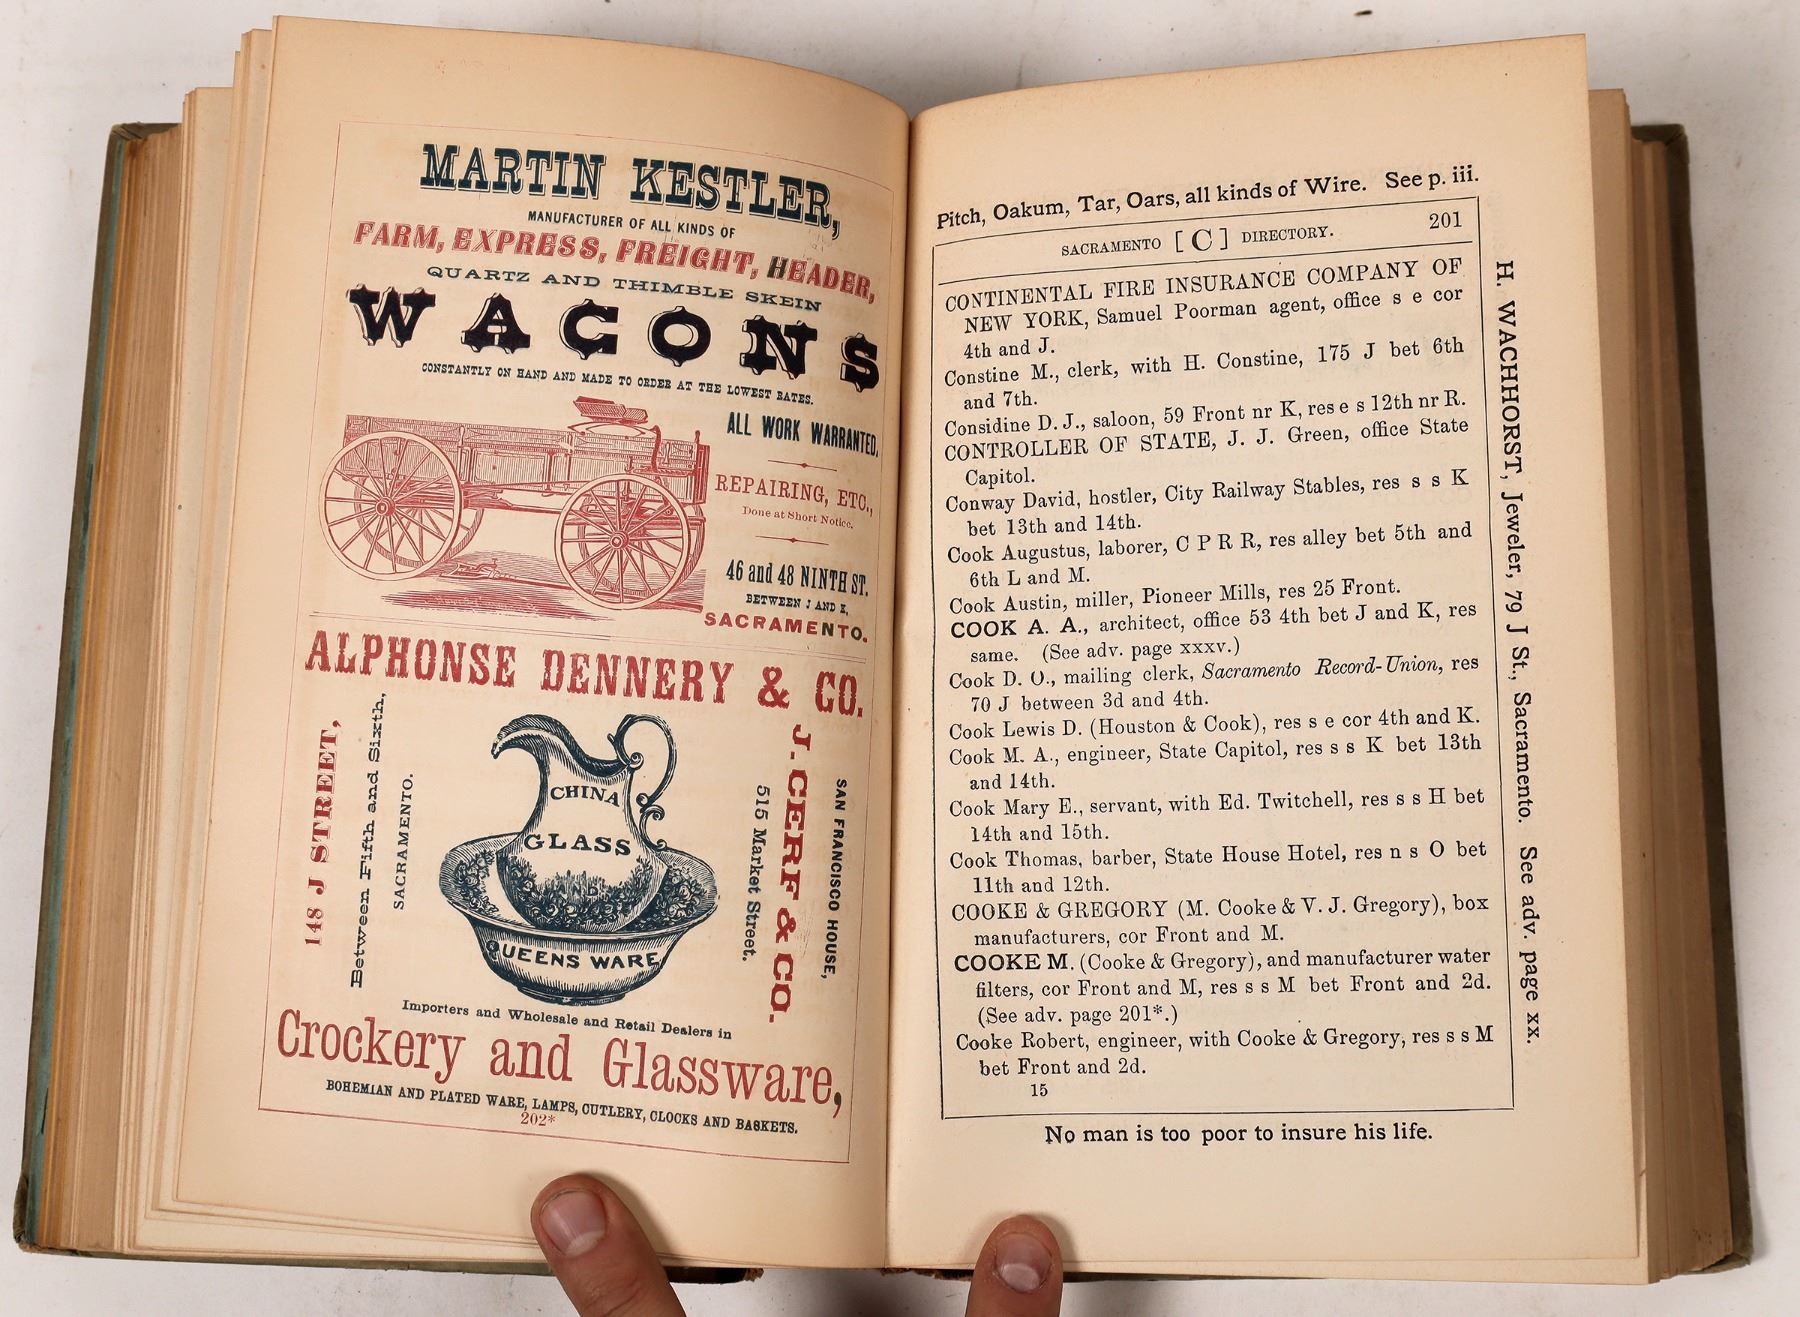 MARTIN KESTLER,
MANUFACTURER OF ALL KINDS OF
FARM, EXPRESS, FREIGHT, HEADER,
QUARTZ AND THIMBLE SKEIN
WAGONS
CONSTANTLY ON HAND AND MADE TO ORDER AT THE LOWEST RATES.
ALL WORK WARRANTED.
REPAIRING, ETC.,
Done at Short Notice.
46 and 48 NINTH ST.
BETWEEN J AND K,
SACRAMENTO.
ALPHONSE DENNERY & CO.
148 J STREET,
Between Fifth and Sixth,
SACRAMENTO.
CHINA
GLASS
AND
QUEENS WARE
515 Market Street.
J. CERF & CO.
SAN FRANCISCO HOUSE,
Importers and Wholesale and Retail Dealers in
Crockery and Glassware,
BOHEMIAN AND PLATED WARE, LAMPS, CUTLERY, CLOCKS AND BASKETS.
202*
Pitch, Oakum, Tar, Oars, all kinds of Wire. See p. iii.
SACRAMENTO [C] DIRECTORY. 201
CONTINENTAL FIRE INSURANCE COMPANY OF
NEW YORK, Samuel Poorman agent, office s e cor
4th and J.
Constine M., clerk, with H. Constine, 175 J bet 6th
and 7th.
Considine D. J., saloon, 59 Front nr K, res e s 12th nr R.
CONTROLLER OF STATE, J. J. Green, office State
Capitol.
Conway David, hostler, City Railway Stables, res s s K
bet 13th and 14th.
Cook Augustus, laborer, C P R R, res alley bet 5th and
6th L and M.
Cook Austin, miller, Pioneer Mills, res 25 Front.
COOK A. A., architect, office 53 4th bet J and K, res
same. (See adv. page xxxv.)
Cook D. O., mailing clerk, Sacramento Record-Union, res
70 J between 3d and 4th.
Cook Lewis D. (Houston & Cook), res s e cor 4th and K.
Cook M. A., engineer, State Capitol, res s s K bet 13th
and 14th.
Cook Mary E., servant, with Ed. Twitchell, res s s H bet
14th and 15th.
Cook Thomas, barber, State House Hotel, res n s O bet
11th and 12th.
COOKE & GREGORY (M. Cooke & V. J. Gregory), box
manufacturers, cor Front and M.
COOKE M. (Cooke & Gregory), and manufacturer water
filters, cor Front and M, res s s M bet Front and 2d.
(See adv. page 201*.)
Cooke Robert, engineer, with Cooke & Gregory, res s s M
bet Front and 2d.
15
No man is too poor to insure his life.
H. WACHHORST, Jeweler, 79 J St., Sacramento. See adv. page xx.